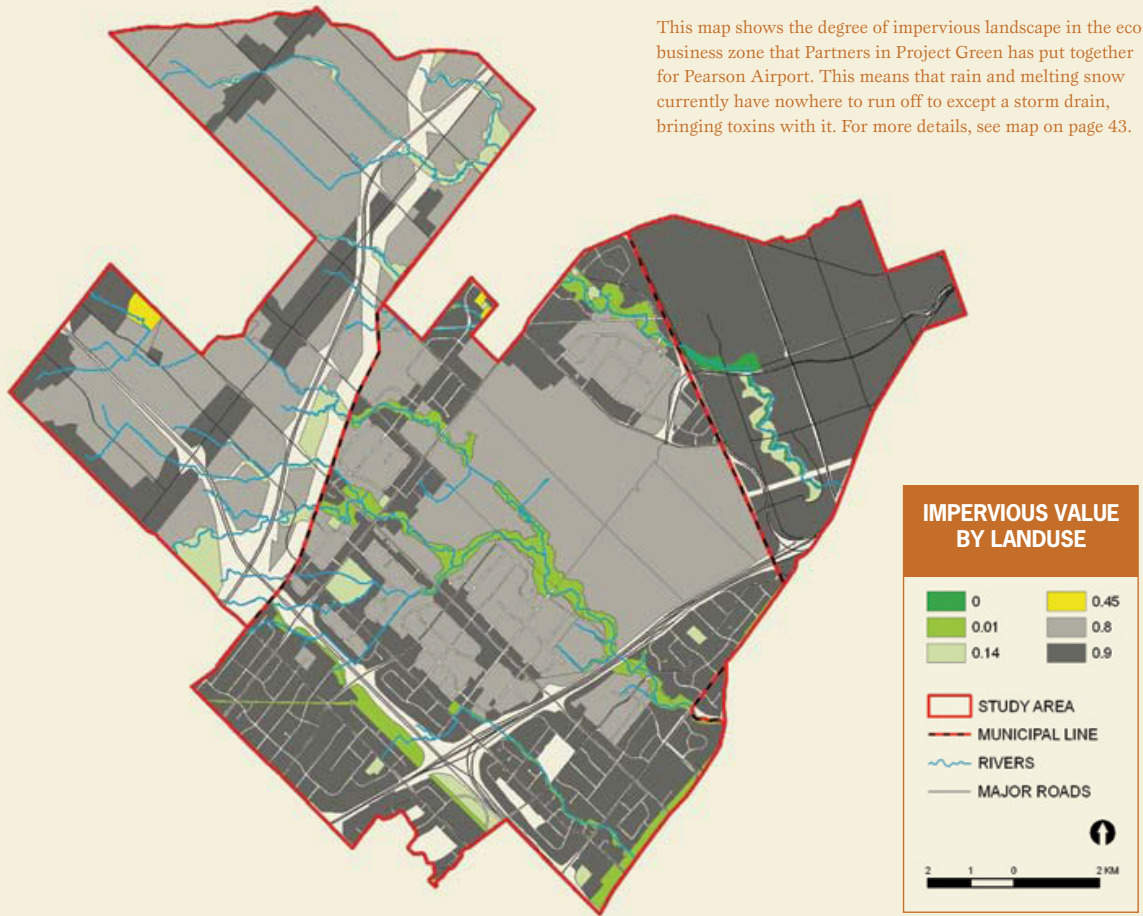 This map shows the degree of impervious landscape in the eco
business zone that Partners in Project Green has put together
for Pearson Airport. This means that rain and melting snow
currently have nowhere to run off to except a storm drain,
bringing toxins with it. For more details, see map on page 43.
IMPERVIOUS VALUE
BY LANDUSE
0
0.45
0.01
0.8
0.14
0.9
STUDY AREA
MUNICIPAL LINE
RIVERS
MAJOR ROADS
2 1 0 2 KM